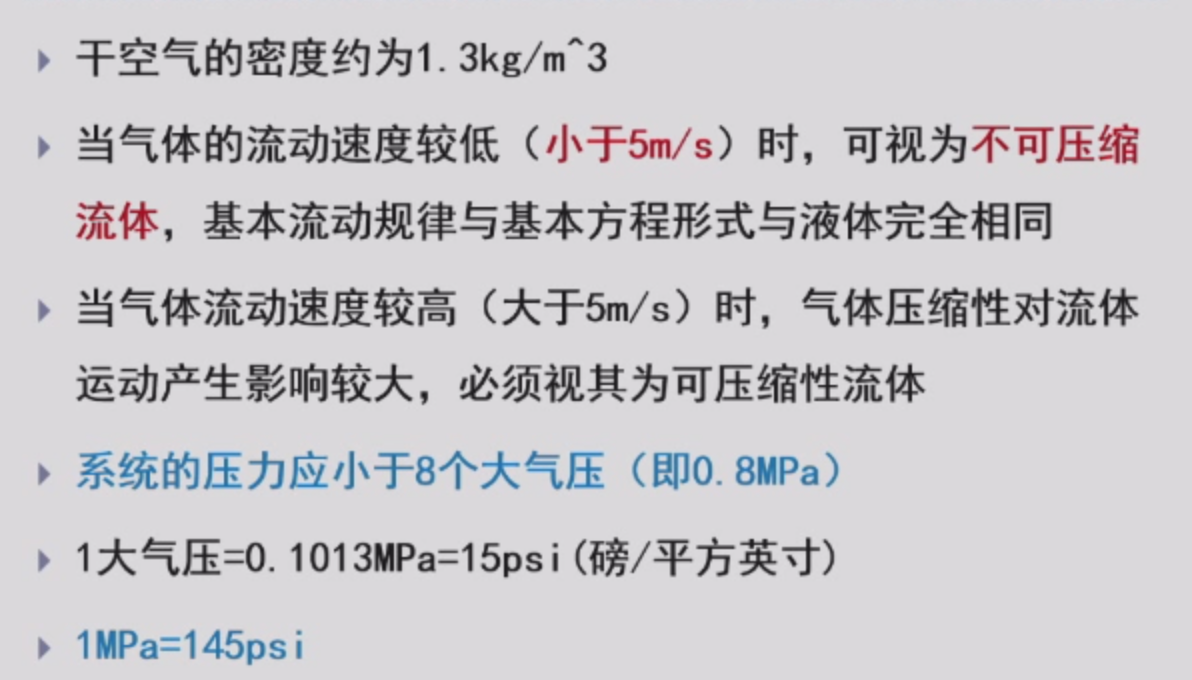 干空气的密度约为1.3kg/m^3
当气体的流动速度较低（小于5m/s）时，可视为不可压缩
流体，基本流动规律与基本方程形式与液体完全相同
当气体流动速度较高（大于5m/s）时，气体压缩性对流体
运动产生影响较大，必须视其为可压缩性流体
系统的压力应小于8个大气压（即0.8MPa）
1大气压=0.1013MPa=15psi(磅/平方英寸)
1MPa=145psi